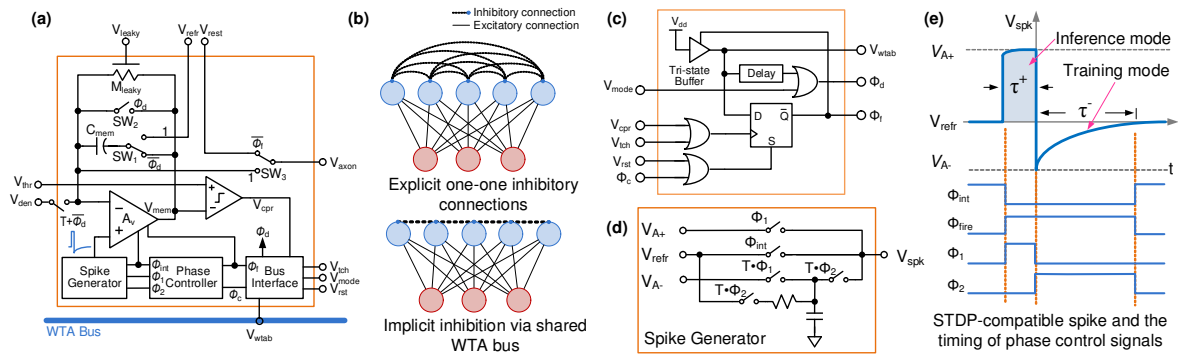 (a)
V_leaky
V_refr
V_rest
M_leaky
Φ_d
SW_2
1
C_mem
SW_1
Φ̅_d
Φ̅_f
1
SW_3
V_axon
V_thr
V_den
T+Φ̅_d
A_v
V_mem
V_cpr
Φ_d
Spike Generator
Φ_int
Φ_1
Φ_2
Phase Controller
Φ_f
Φ_c
Bus Interface
V_tch
V_mode
V_rst
WTA Bus
V_wtab
(b)
Inhibitory connection
Excitatory connection
Explicit one-one inhibitory
connections
Implicit inhibition via shared
WTA bus
(c)
V_dd
Tri-state
Buffer
V_wtab
Delay
V_mode
Φ_d
D
Q̅
S
Φ_f
V_cpr
V_tch
V_rst
Φ_c
(d)
V_A+
Φ_1
V_refr
Φ_int
V_A-
T•Φ_1
T•Φ_2
T•Φ_2
V_spk
Spike Generator
(e)
V_spk
V_A+
Inference mode
Training mode
τ⁺
τ⁻
V_refr
V_A-
t
Φ_int
Φ_fire
Φ_1
Φ_2
STDP-compatible spike and the
timing of phase control signals